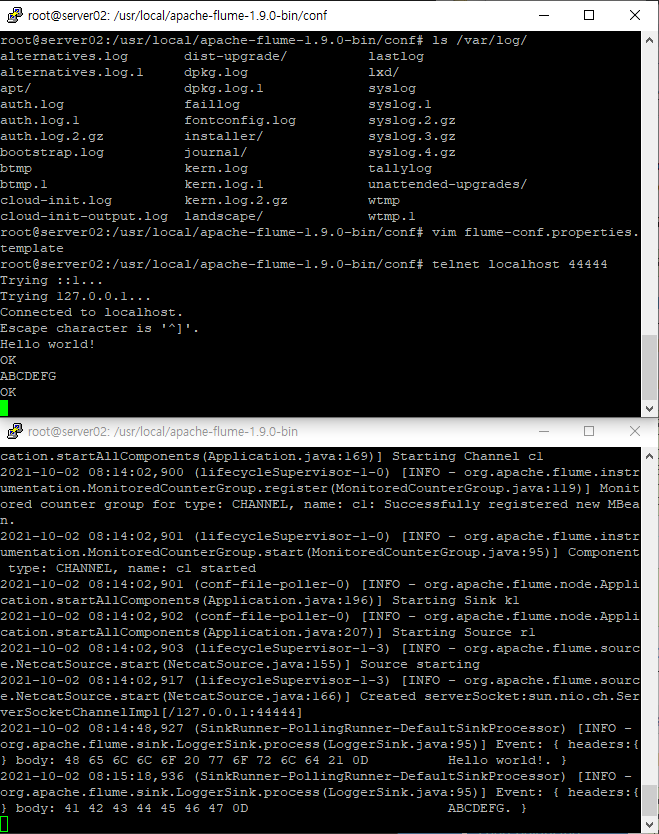 root@server02: /usr/local/apache-flume-1.9.0-bin/conf
root@server02:/usr/local/apache-flume-1.9.0-bin/conf# ls /var/log/
alternatives.log dist-upgrade/ lastlog
alternatives.log.1 dpkg.log lxd/
apt/ dpkg.log.1 syslog
auth.log faillog syslog.1
auth.log.1 fontconfig.log syslog.2.gz
auth.log.2.gz installer/ syslog.3.gz
bootstrap.log journal/ syslog.4.gz
btmp kern.log tallylog
btmp.1 kern.log.1 unattended-upgrades/
cloud-init.log kern.log.2.gz wtmp
cloud-init-output.log landscape/ wtmp.1
root@server02:/usr/local/apache-flume-1.9.0-bin/conf# vim flume-conf.properties.
template
root@server02:/usr/local/apache-flume-1.9.0-bin/conf# telnet localhost 44444
Trying ::1...
Trying 127.0.0.1...
Connected to localhost.
Escape character is '^]'.
Hello world!
OK
ABCDEFG
OK
root@server02: /usr/local/apache-flume-1.9.0-bin
cation.startAllComponents(Application.java:169)] Starting Channel c1
2021-10-02 08:14:02,900 (lifecycleSupervisor-1-0) [INFO - org.apache.flume.instr
umentation.MonitoredCounterGroup.register(MonitoredCounterGroup.java:119)] Monit
ored counter group for type: CHANNEL, name: c1: Successfully registered new MBea
n.
2021-10-02 08:14:02,901 (lifecycleSupervisor-1-0) [INFO - org.apache.flume.instr
umentation.MonitoredCounterGroup.start(MonitoredCounterGroup.java:95)] Component
 type: CHANNEL, name: c1 started
2021-10-02 08:14:02,901 (conf-file-poller-0) [INFO - org.apache.flume.node.Appli
cation.startAllComponents(Application.java:196)] Starting Sink k1
2021-10-02 08:14:02,902 (conf-file-poller-0) [INFO - org.apache.flume.node.Appli
cation.startAllComponents(Application.java:207)] Starting Source r1
2021-10-02 08:14:02,903 (lifecycleSupervisor-1-3) [INFO - org.apache.flume.sourc
e.NetcatSource.start(NetcatSource.java:155)] Source starting
2021-10-02 08:14:02,917 (lifecycleSupervisor-1-3) [INFO - org.apache.flume.sourc
e.NetcatSource.start(NetcatSource.java:166)] Created serverSocket:sun.nio.ch.Ser
verSocketChannelImpl[/127.0.0.1:44444]
2021-10-02 08:14:48,927 (SinkRunner-PollingRunner-DefaultSinkProcessor) [INFO -
org.apache.flume.sink.LoggerSink.process(LoggerSink.java:95)] Event: { headers:{
} body: 48 65 6C 6C 6F 20 77 6F 72 6C 64 21 0D Hello world!. }
2021-10-02 08:15:18,936 (SinkRunner-PollingRunner-DefaultSinkProcessor) [INFO -
org.apache.flume.sink.LoggerSink.process(LoggerSink.java:95)] Event: { headers:{
} body: 41 42 43 44 45 46 47 0D ABCDEFG. }